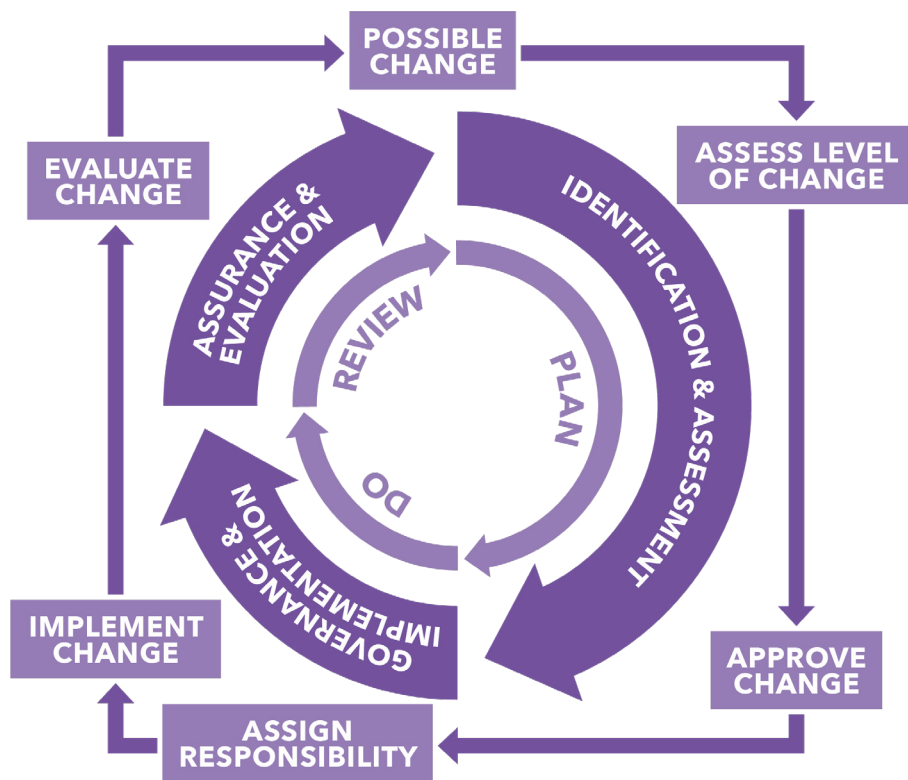 POSSIBLE
CHANGE
ASSESS LEVEL
OF CHANGE
APPROVE
CHANGE
ASSIGN
RESPONSIBILITY
IMPLEMENT
CHANGE
EVALUATE
CHANGE
IDENTIFICATION & ASSESSMENT
GOVERNANCE &
IMPLEMENTATION
ASSURANCE &
EVALUATION
PLAN
DO
REVIEW